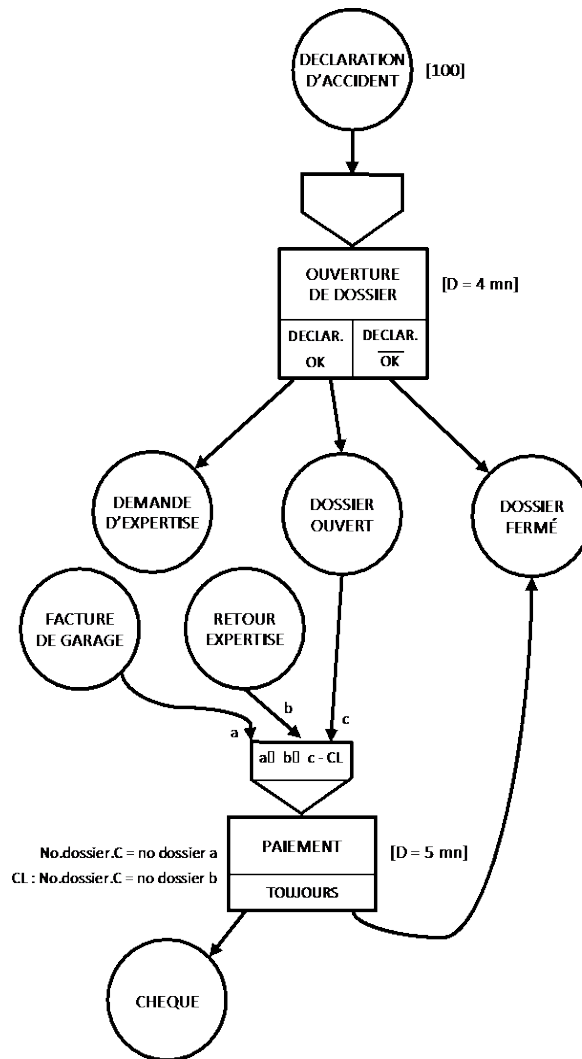 DECLARATION
D'ACCIDENT
[100]
OUVERTURE
DE DOSSIER
[D = 4 mn]
DECLAR.
OK
DECLAR.
O̅K̅
DEMANDE
D'EXPERTISE
DOSSIER
OUVERT
DOSSIER
FERMÉ
FACTURE
DE GARAGE
RETOUR
EXPERTISE
a
b
c
a▯ b▯ c - CL
No.dossier.C = no dossier a
CL : No.dossier.C = no dossier b
PAIEMENT
[D = 5 mn]
TOUJOURS
CHEQUE